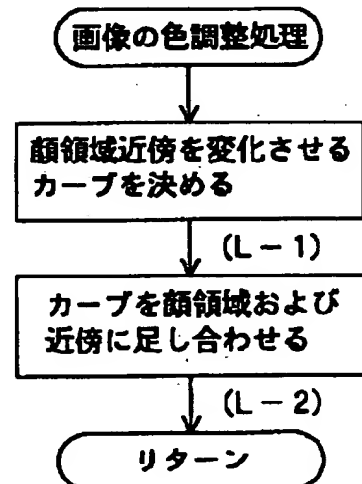 画像の色調整処理
顔領域近傍を変化させる
カーブを決める
(L-1)
カーブを顔領域および
近傍に足し合わせる
(L-2)
リターン